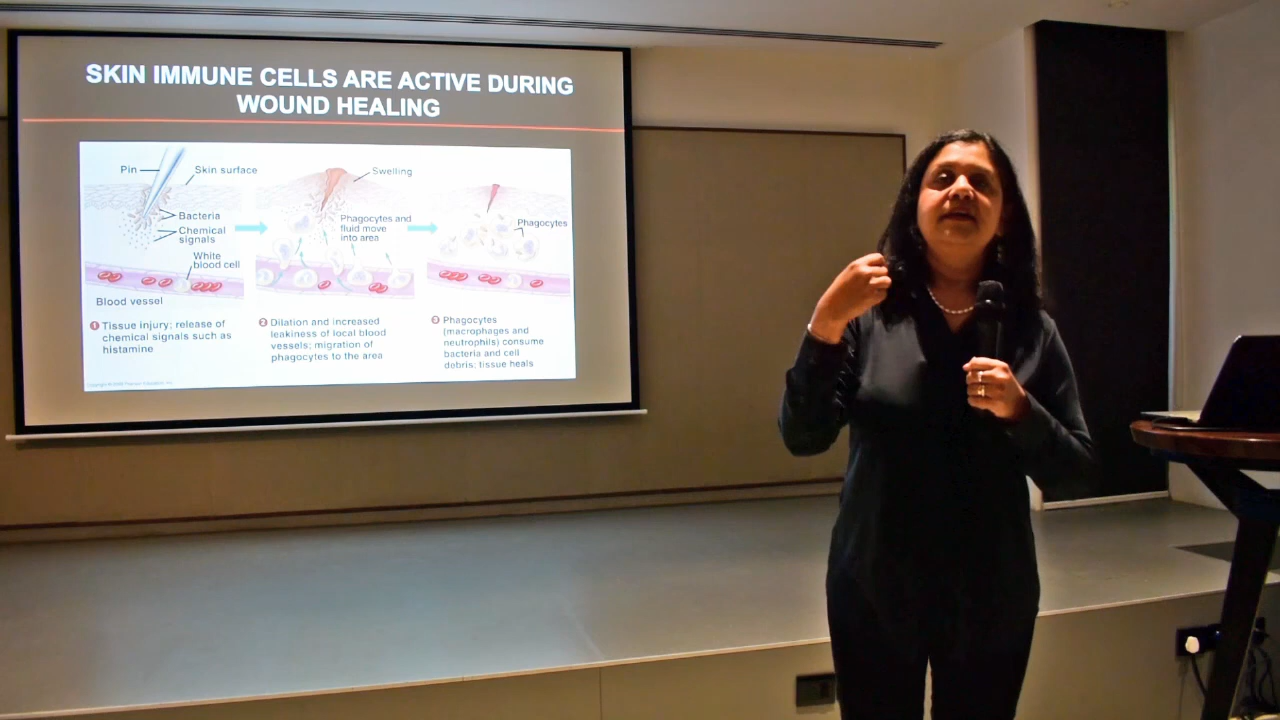 SKIN IMMUNE CELLS ARE ACTIVE DURING
WOUND HEALING
Pin
Skin surface
Bacteria
Chemical
signals
White
blood cell
Blood vessel
Swelling
Phagocytes and
fluid move
into area
Phagocytes
1 Tissue injury; release of
chemical signals such as
histamine
2 Dilation and increased
leakiness of local blood
vessels; migration of
phagocytes to the area
3 Phagocytes
(macrophages and
neutrophils) consume
bacteria and cell
debris; tissue heals